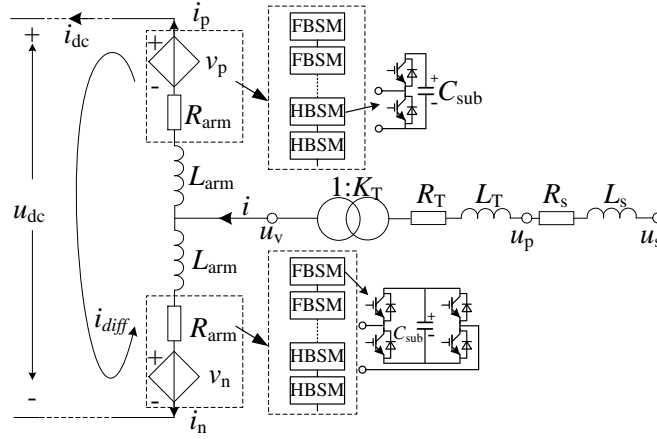 i_p
i_dc
+
+
-
v_p
R_arm
FBSM
FBSM
HBSM
HBSM
+
-
C_sub
L_arm
u_dc
1:K_T
R_T
L_T
R_s
L_s
i
u_v
u_p
u_s
L_arm
i_diff
R_arm
FBSM
FBSM
HBSM
HBSM
C_sub
+
-
+
-
v_n
-
i_n